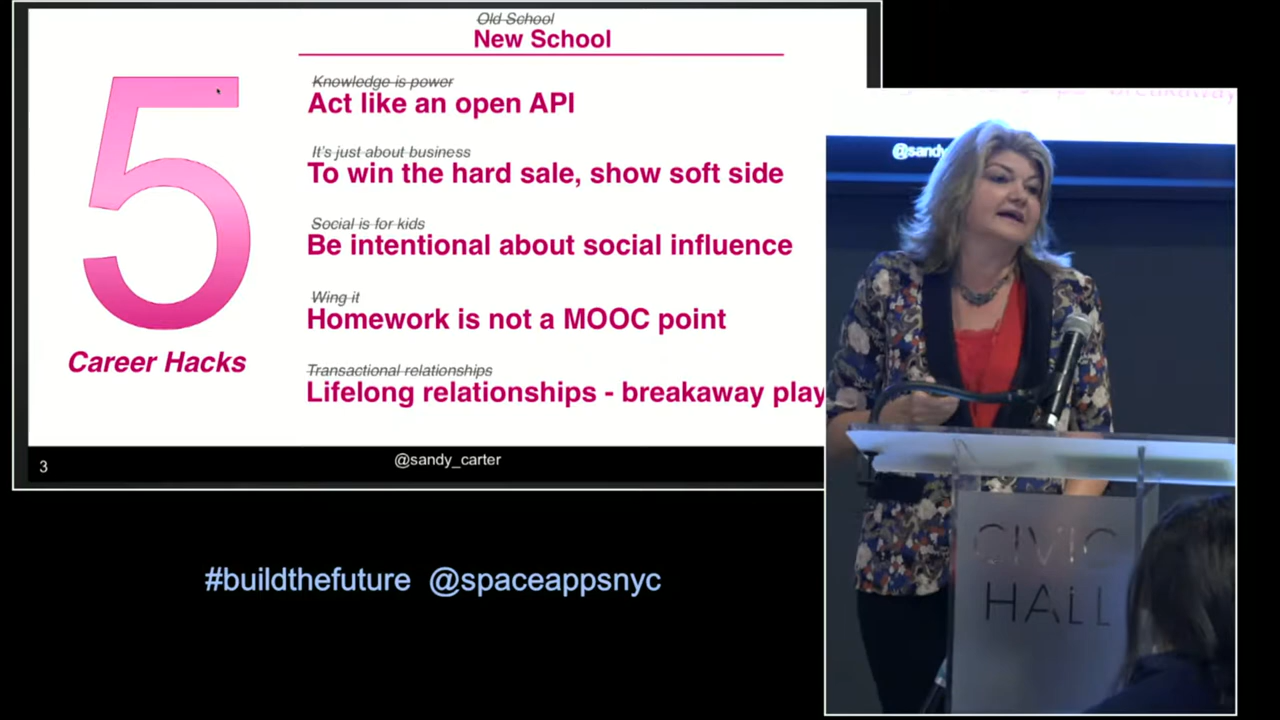 Old School
New School
5
Career Hacks
Knowledge is power
Act like an open API
It's just about business
To win the hard sale, show soft side
Social is for kids
Be intentional about social influence
Wing it
Homework is not a MOOC point
Transactional relationships
Lifelong relationships - breakaway play
3
@sandy_carter
#buildthefuture @spaceappsnyc
breakaway
@sandy
CIVIC
HALL